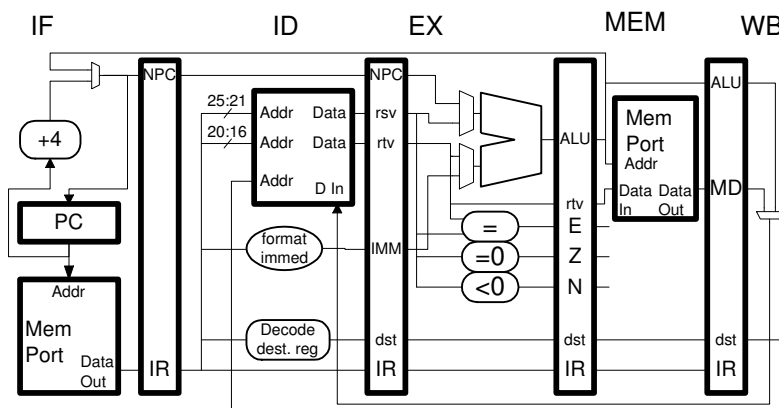 IF ID EX MEM WB
NPC NPC
25:21
Addr Data rsv
20:16
Addr Data rtv
Addr D In
+4
PC
Addr
Mem
Port
Data
Out
format
immed
IMM
Decode
dest. reg
dst
IR IR
=
=0
<0
ALU
rtv
E
Z
N
dst
IR
Mem
Port
Addr
Data
In
Data
Out
ALU
MD
dst
IR